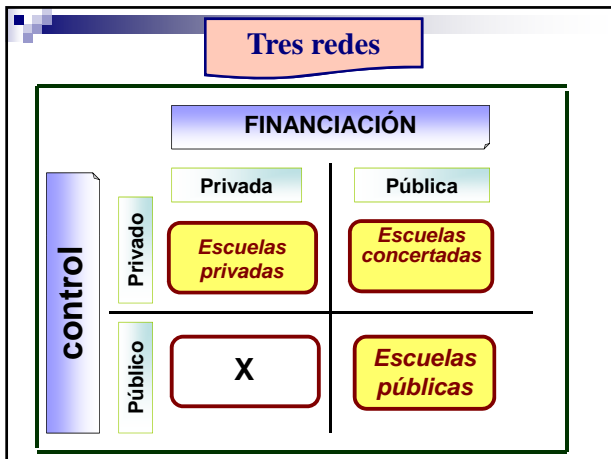 Tres redes
FINANCIACIÓN
Privada
Pública
control
Privado
Escuelas
privadas
Escuelas
concertadas
Público
X
Escuelas
públicas